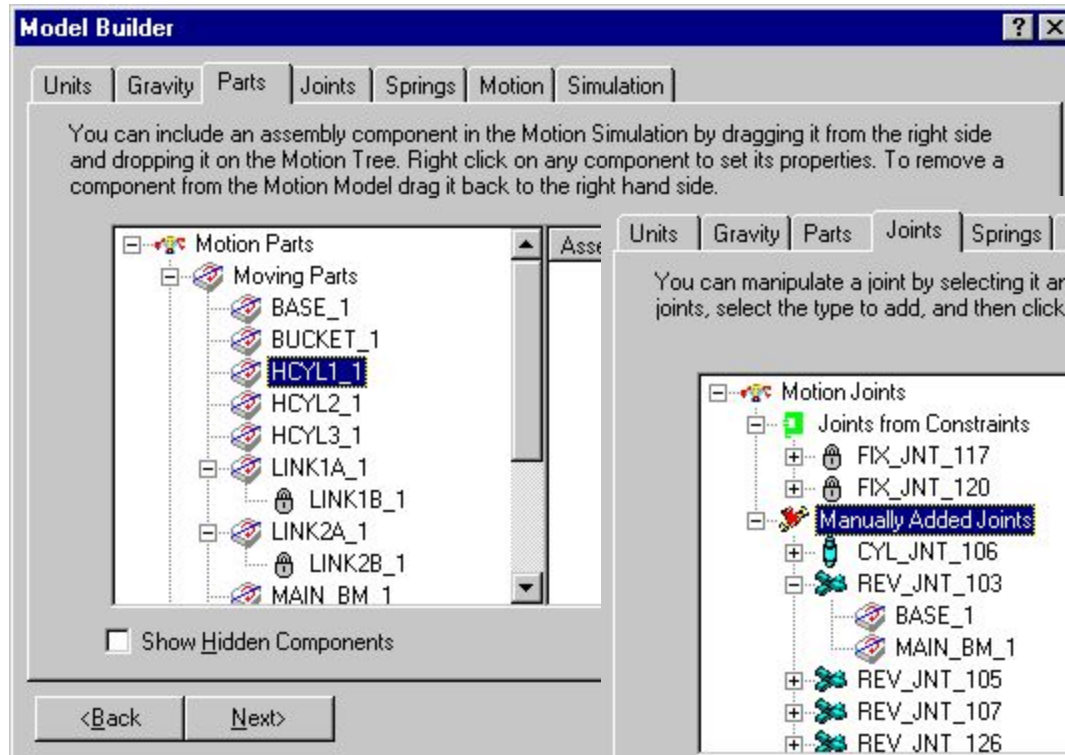 Model Builder
Units Gravity Parts Joints Springs Motion Simulation
You can include an assembly component in the Motion Simulation by dragging it from the right side
and dropping it on the Motion Tree. Right click on any component to set its properties. To remove a
component from the Motion Model drag it back to the right hand side.
Motion Parts
Moving Parts
BASE_1
BUCKET_1
HCYL1_1
HCYL2_1
HCYL3_1
LINK1A_1
LINK1B_1
LINK2A_1
LINK2B_1
MAIN_BM_1
Asse
Show Hidden Components
<Back Next>
Units Gravity Parts Joints Springs
You can manipulate a joint by selecting it an
joints, select the type to add, and then click
Motion Joints
Joints from Constraints
FIX_JNT_117
FIX_JNT_120
Manually Added Joints
CYL_JNT_106
REV_JNT_103
BASE_1
MAIN_BM_1
REV_JNT_105
REV_JNT_107
REV_JNT_126